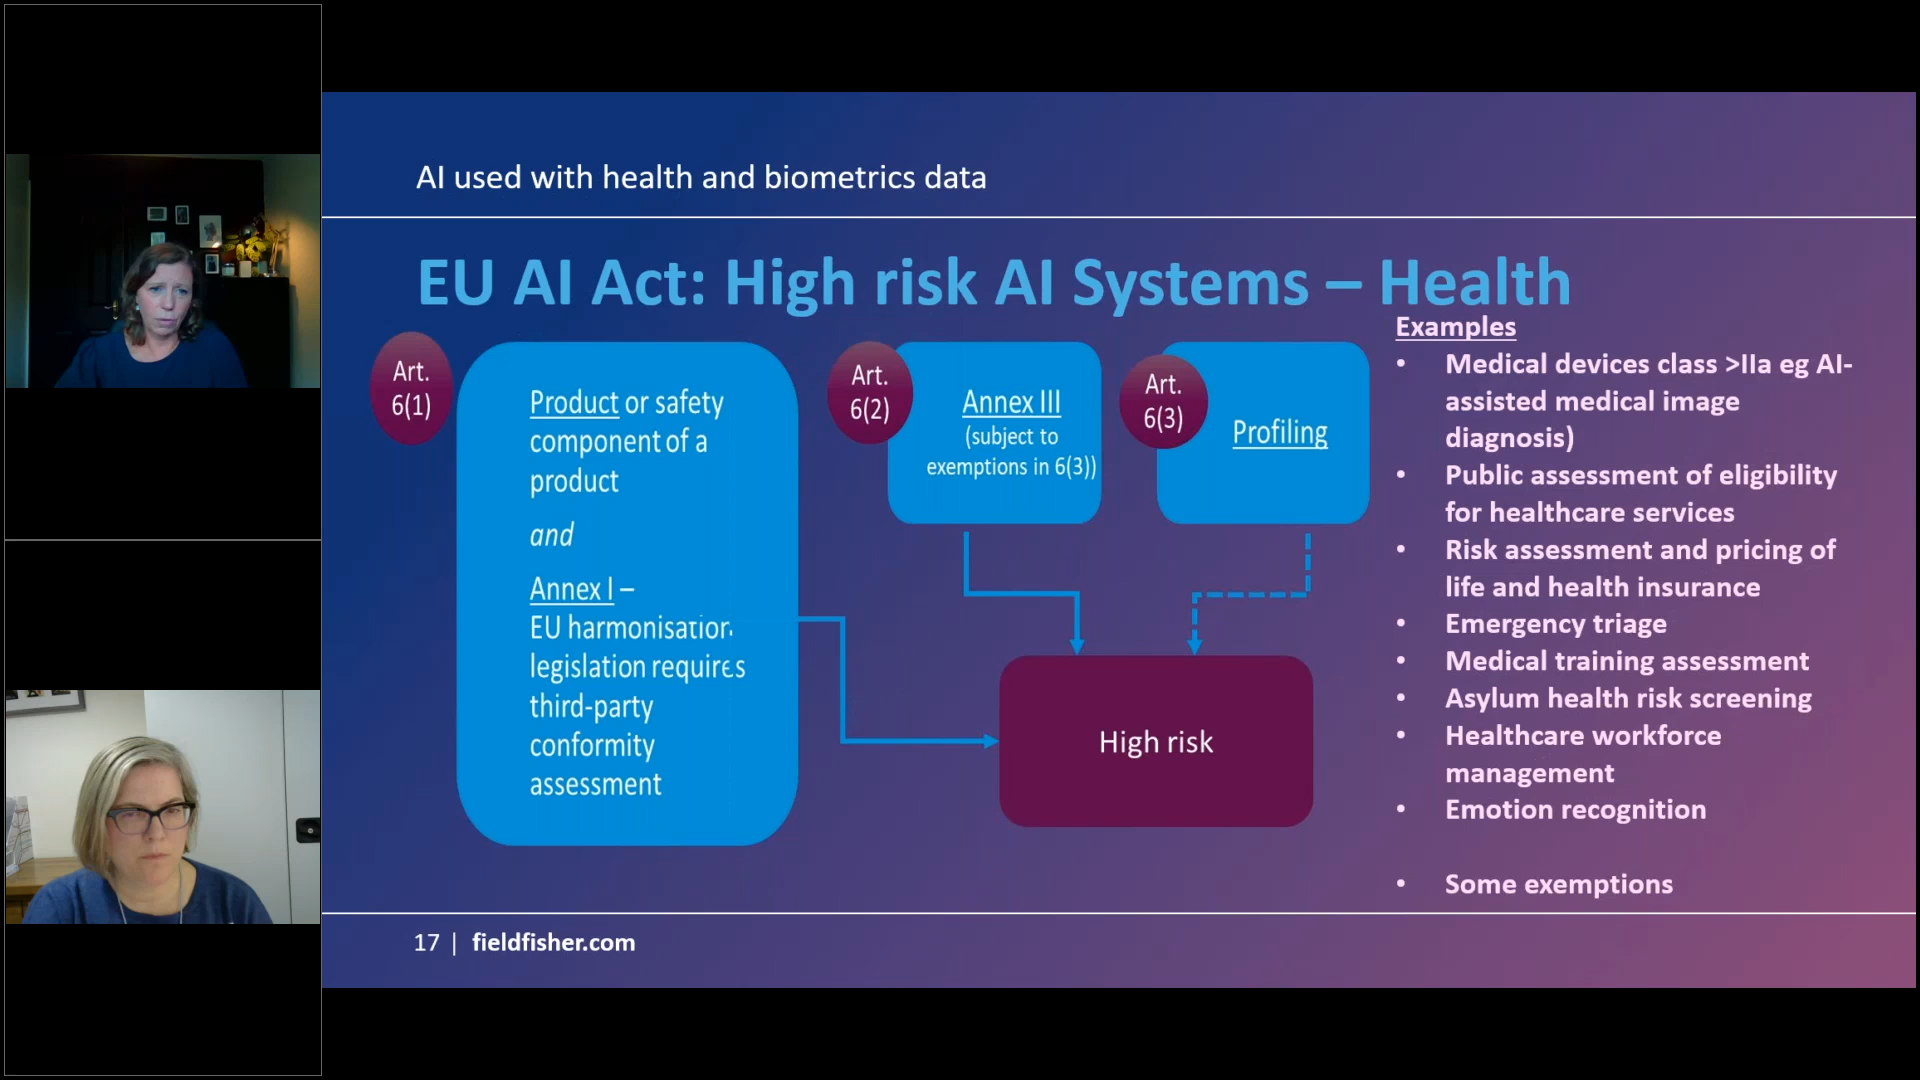 AI used with health and biometrics data
EU AI Act: High risk AI Systems – Health
Art.
6(1)
Product or safety
component of a
product
and
Annex I –
EU harmonisation
legislation requires
third-party
conformity
assessment
Art.
6(2)
Annex III
(subject to
exemptions in 6(3))
Art.
6(3)
Profiling
High risk
Examples
• Medical devices class >IIa eg AI-
assisted medical image
diagnosis)
• Public assessment of eligibility
for healthcare services
• Risk assessment and pricing of
life and health insurance
• Emergency triage
• Medical training assessment
• Asylum health risk screening
• Healthcare workforce
management
• Emotion recognition
• Some exemptions
17 | fieldfisher.com